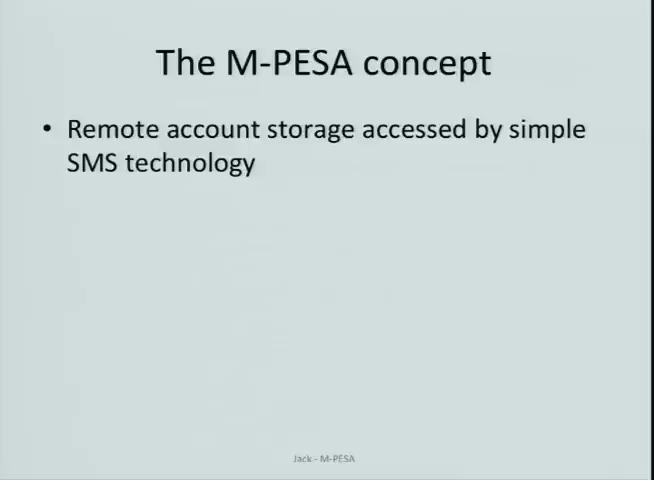 The M-PESA concept
• Remote account storage accessed by simple
SMS technology
Jack - M-PESA